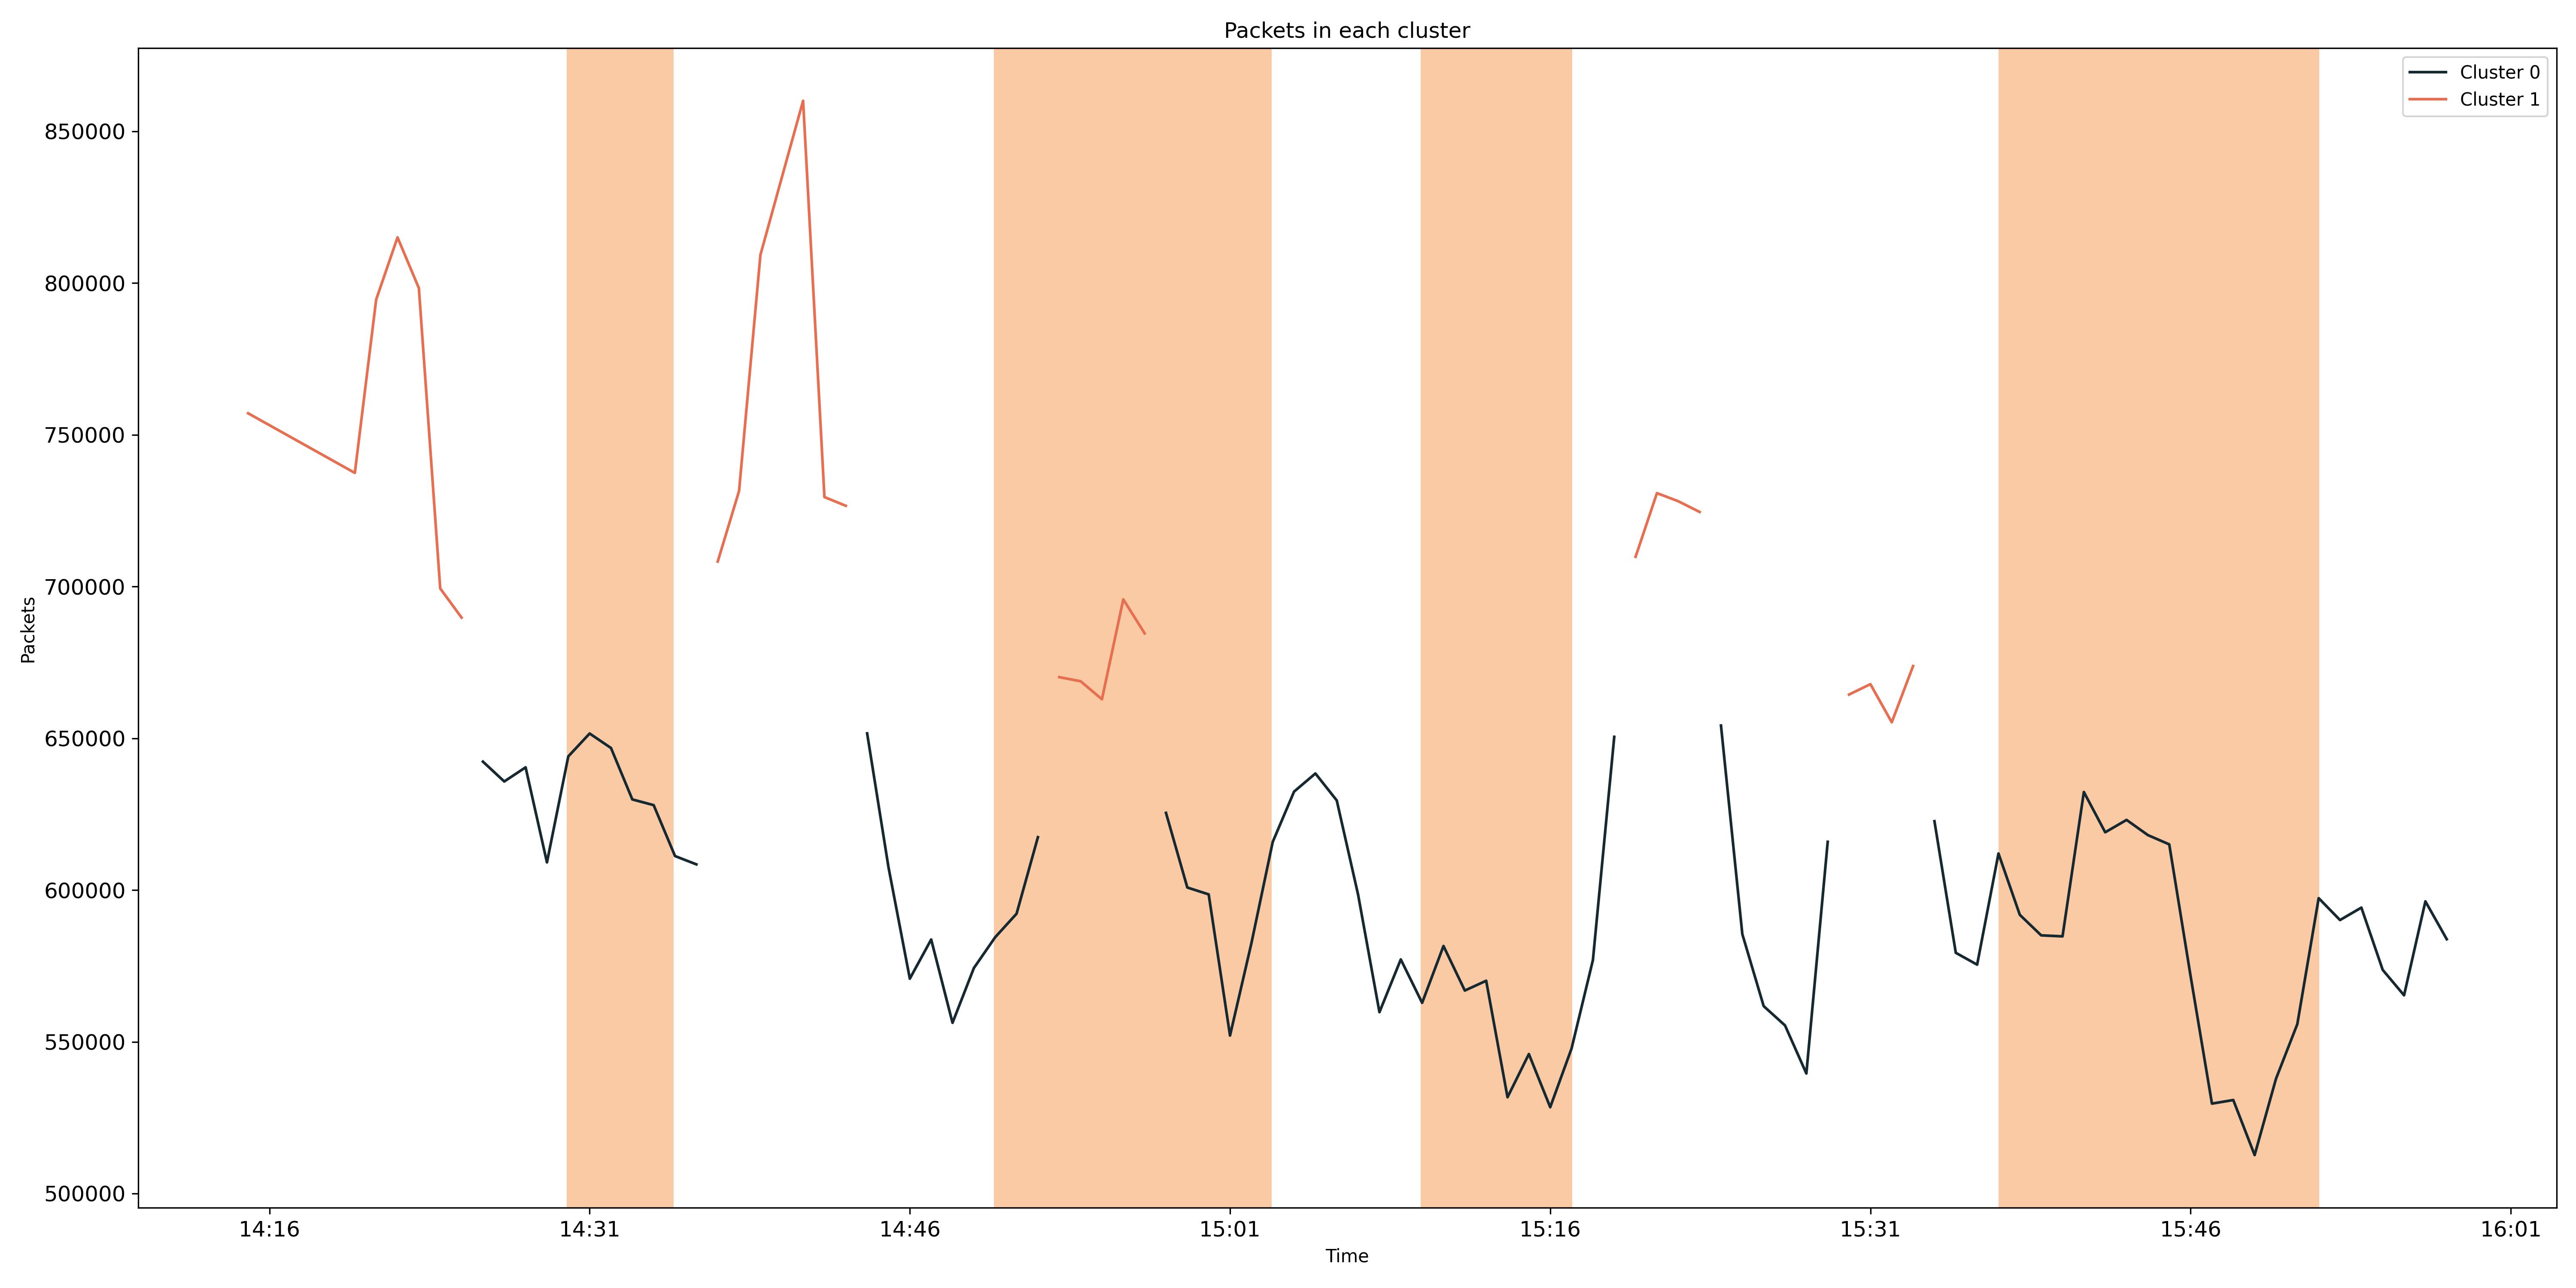 Packets in each cluster
Cluster 0
Cluster 1
850000
800000
750000
700000
650000
600000
550000
500000
Packets
14:16 14:31 14:46 15:01 15:16 15:31 15:46 16:01
Time